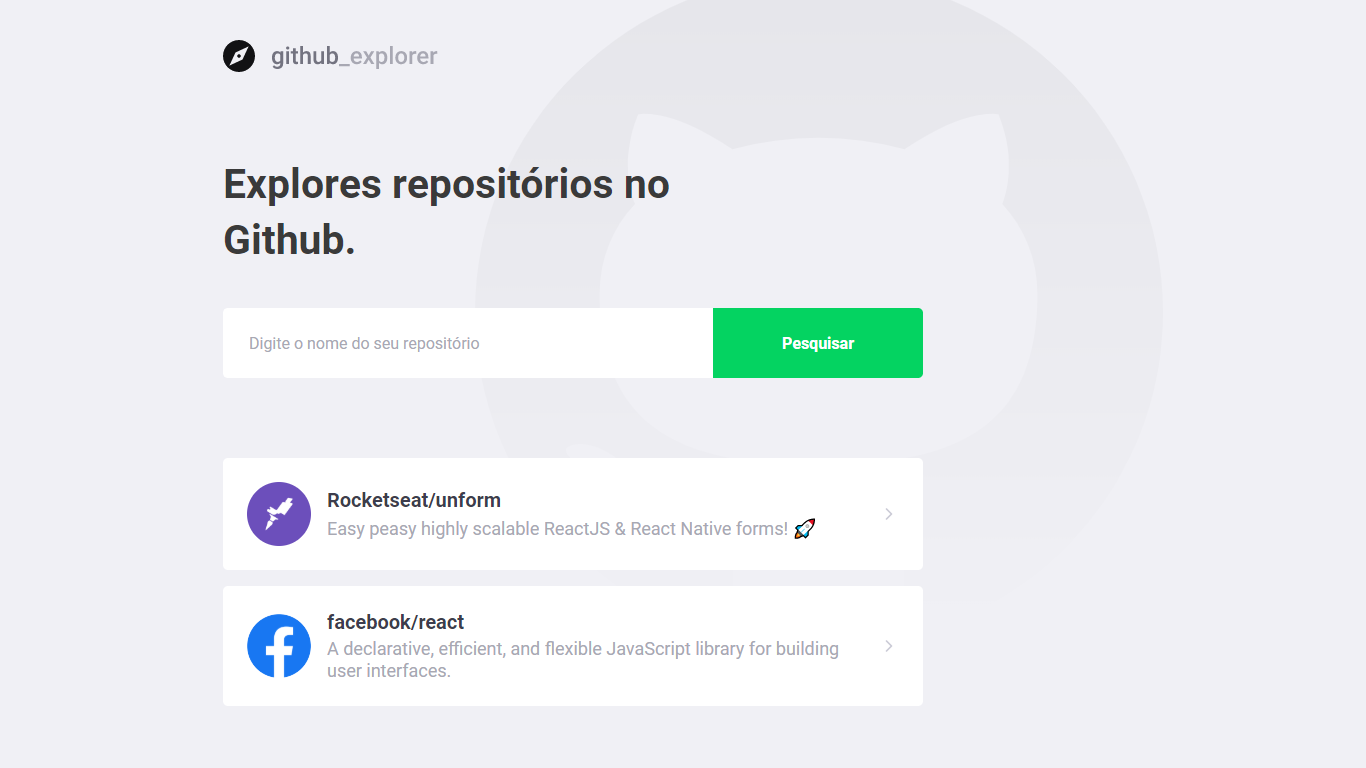 github_explorer
Explores repositórios no
Github.
Digite o nome do seu repositório
Pesquisar
Rocketseat/unform
Easy peasy highly scalable ReactJS & React Native forms! 🚀
facebook/react
A declarative, efficient, and flexible JavaScript library for building
user interfaces.